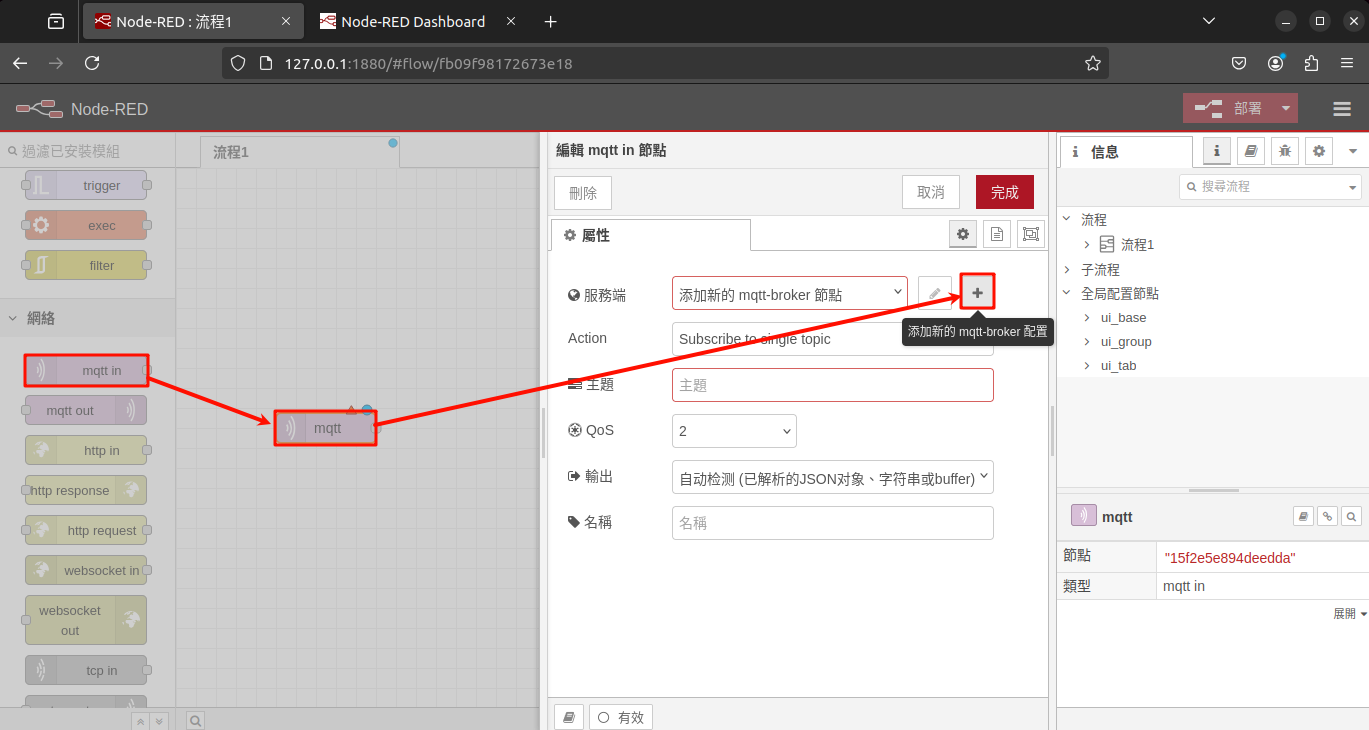 Node-RED : 流程1
Node-RED Dashboard
127.0.0.1:1880/#flow/fb09f98172673e18
Node-RED
部署
過濾已安裝模組
trigger
exec
filter
網絡
mqtt in
mqtt out
http in
http response
http request
websocket in
websocket
out
tcp in
流程1
mqtt
編輯 mqtt in 節點
刪除
取消
完成
屬性
服務端
添加新的 mqtt-broker 節點
添加新的 mqtt-broker 配置
Action
Subscribe to single topic
主題
主題
QoS
2
輸出
自动检测 (已解析的JSON对象、字符串或buffer)
名稱
名稱
有效
信息
搜尋流程
流程
流程1
子流程
全局配置節點
ui_base
ui_group
ui_tab
mqtt
節點
"15f2e5e894deedda"
類型
mqtt in
展開